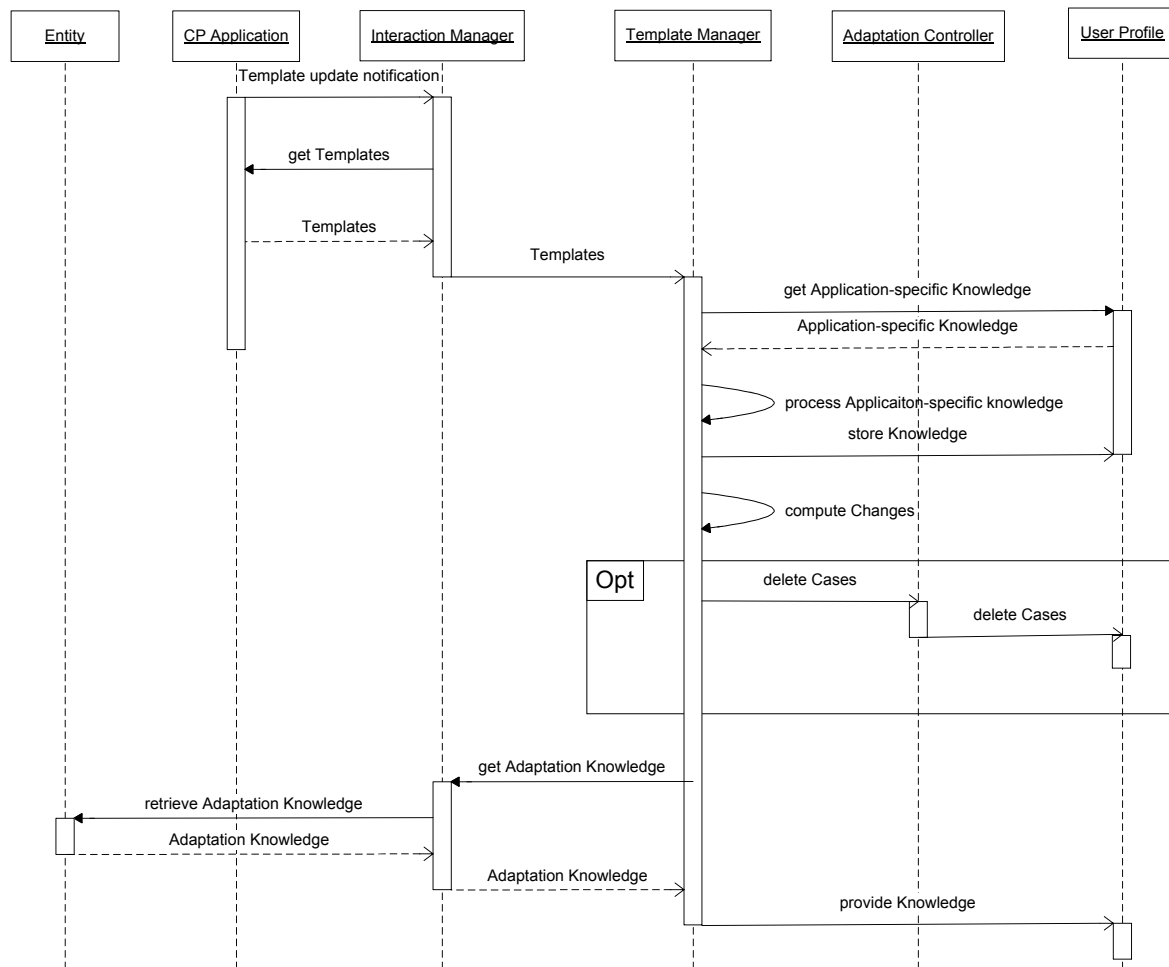 Entity
CP Application
Interaction Manager
Template Manager
Adaptation Controller
User Profile
Template update notification
get Templates
Templates
Templates
get Application-specific Knowledge
Application-specific Knowledge
process Applicaiton-specific knowledge
store Knowledge
compute Changes
Opt
delete Cases
delete Cases
get Adaptation Knowledge
retrieve Adaptation Knowledge
Adaptation Knowledge
Adaptation Knowledge
provide Knowledge